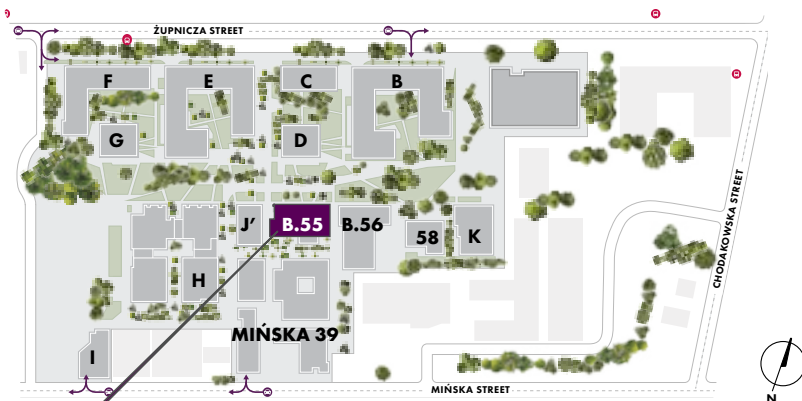 ŻUPNICZA STREET
F
E
C
B
G
D
CHODAKOWSKA STREET
J’
B.55
B.56
58
K
H
MIŃSKA 39
I
MIŃSKA STREET
N